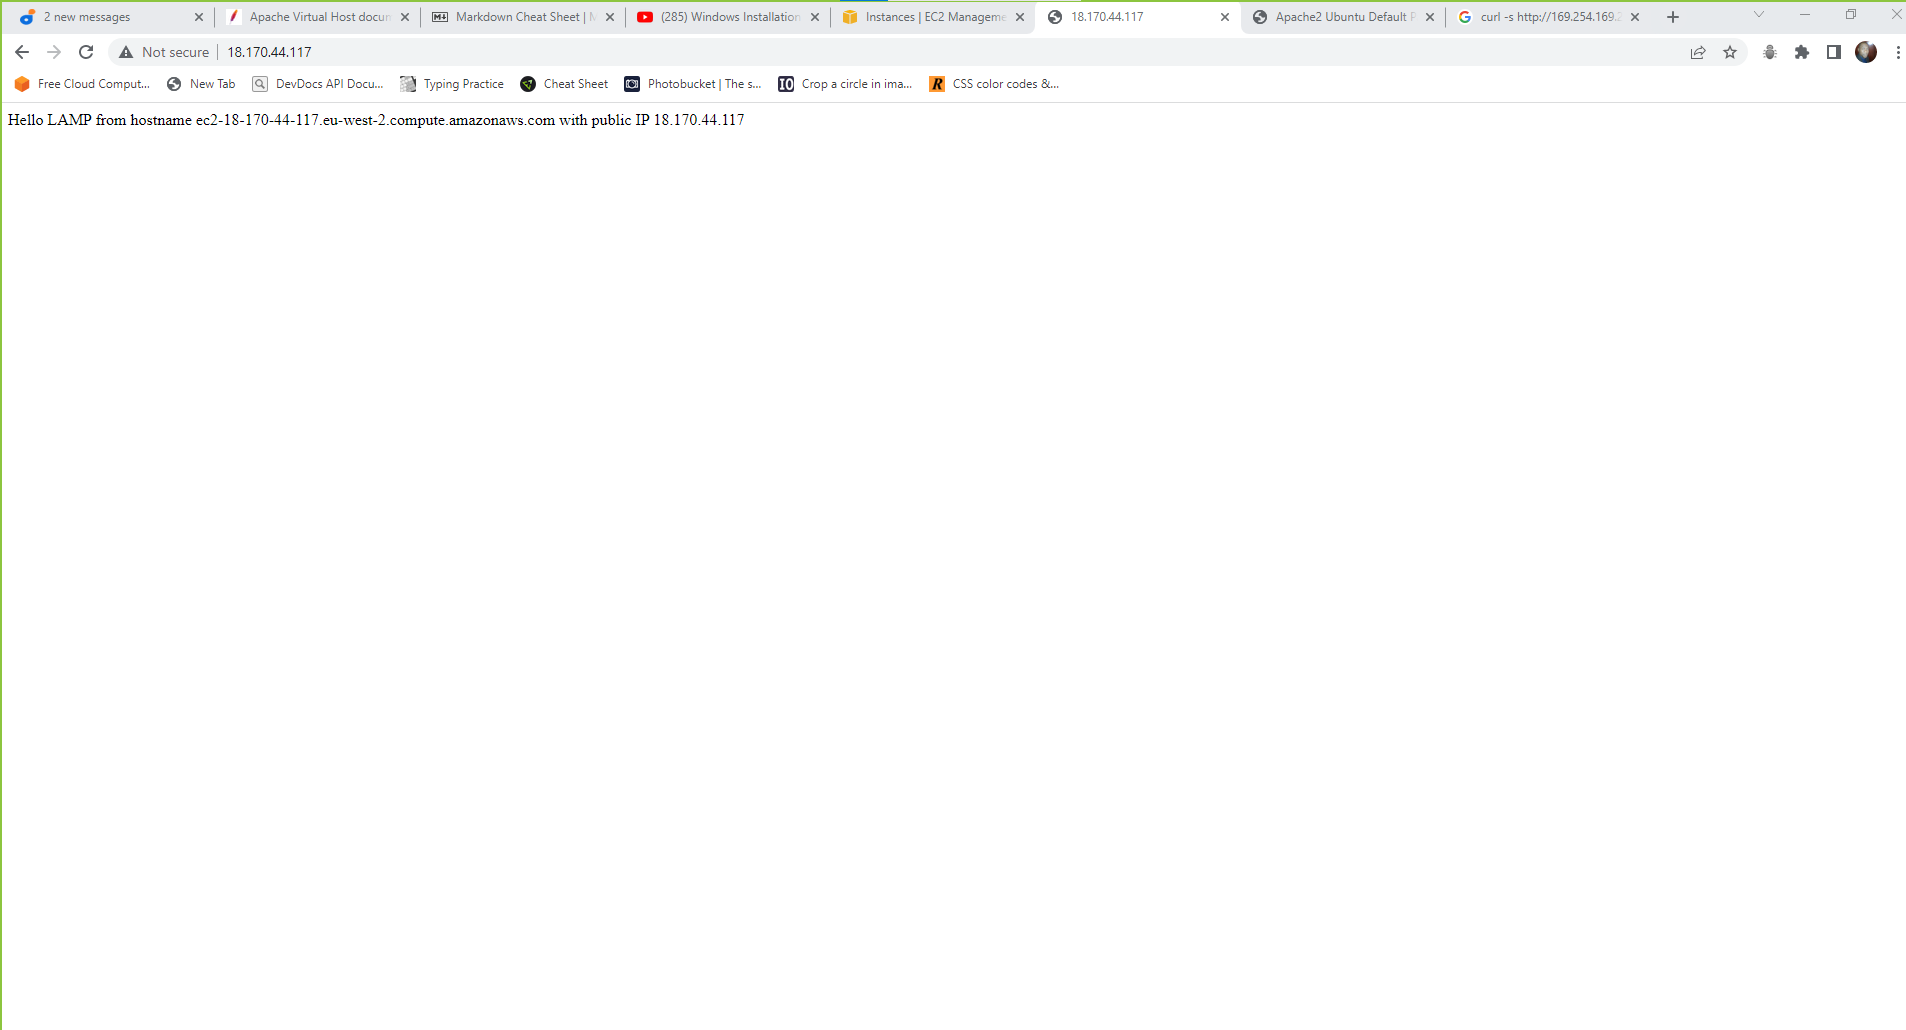 2 new messages
Apache Virtual Host docun
Markdown Cheat Sheet | M
(285) Windows Installation
Instances | EC2 Manageme
18.170.44.117
Apache2 Ubuntu Default P
curl -s http://169.254.169.2
Not secure 18.170.44.117
Free Cloud Comput...
New Tab
DevDocs API Docu...
Typing Practice
Cheat Sheet
Photobucket | The s...
IO Crop a circle in ima...
R CSS color codes &...
Hello LAMP from hostname ec2-18-170-44-117.eu-west-2.compute.amazonaws.com with public IP 18.170.44.117